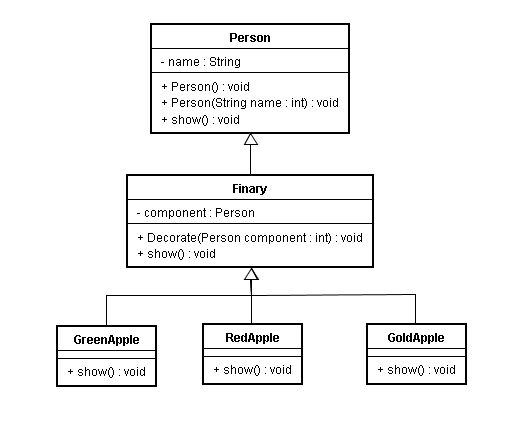 Person
- name : String
+ Person() : void
+ Person(String name : int) : void
+ show() : void
Finary
- component : Person
+ Decorate(Person component : int) : void
+ show() : void
GreenApple
RedApple
GoldApple
+ show() : void
+ show() : void
+ show() : void